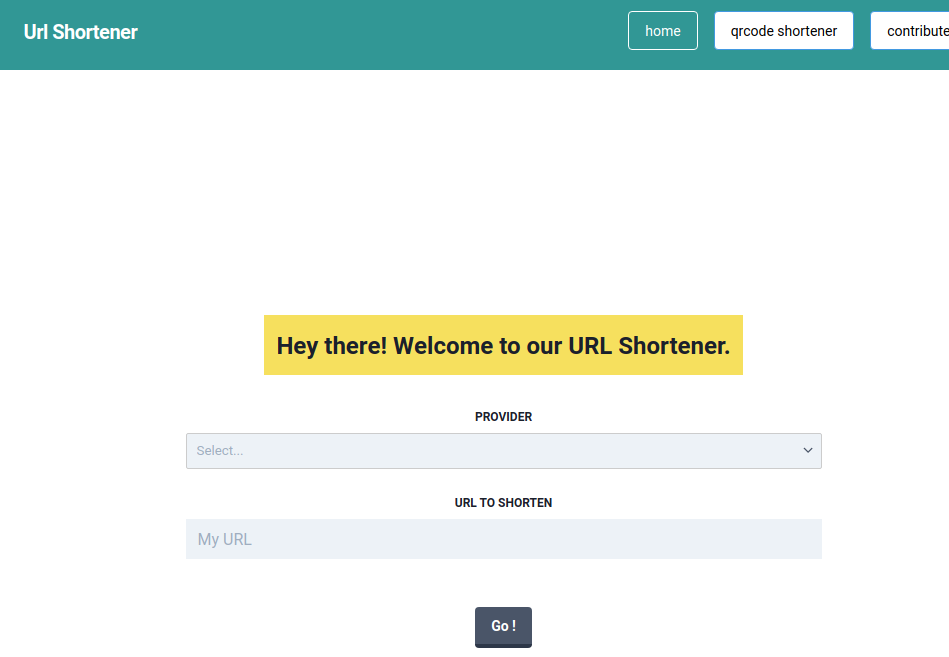 Url Shortener
home
qrcode shortener
contribute
Hey there! Welcome to our URL Shortener.
PROVIDER
Select...
URL TO SHORTEN
My URL
Go !